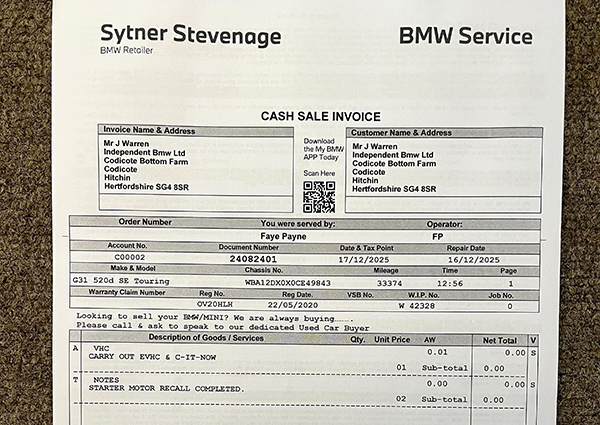 Sytner Stevenage
BMW Retailer
BMW Service
CASH SALE INVOICE
Invoice Name & Address
Mr J Warren
Independent Bmw Ltd
Codicote Bottom Farm
Codicote
Hitchin
Hertfordshire SG4 8SR
Download
the My BMW
APP Today
Scan Here
Customer Name & Address
Mr J Warren
Independent Bmw Ltd
Codicote Bottom Farm
Codicote
Hitchin
Hertfordshire SG4 8SR
Order Number You were served by: Operator:
Faye Payne FP
Account No. Document Number Date & Tax Point Repair Date
C00002 24082401 17/12/2025 16/12/2025
Make & Model Chassis No. Mileage Time Page
G31 520d SE Touring WBA12DX0X0CE49843 33374 12:56 1
Warranty Claim Number Reg No. Reg Date. VSB No. W.I.P. No. Job No.
OV20HLH 22/05/2020 W 42328 0
Looking to sell your BMW/MINI? We are always buying…….
Please call & ask to speak to our dedicated Used Car Buyer
Description of Goods / Services Qty. Unit Price AW Net Total V
A VHC 0.01 0.00 S
CARRY OUT EVHC & C-IT-NOW
01 Sub-total 0.00
T NOTES 0.00 0.00 S
STARTER MOTOR RECALL COMPLETED.
02 Sub-total 0.00